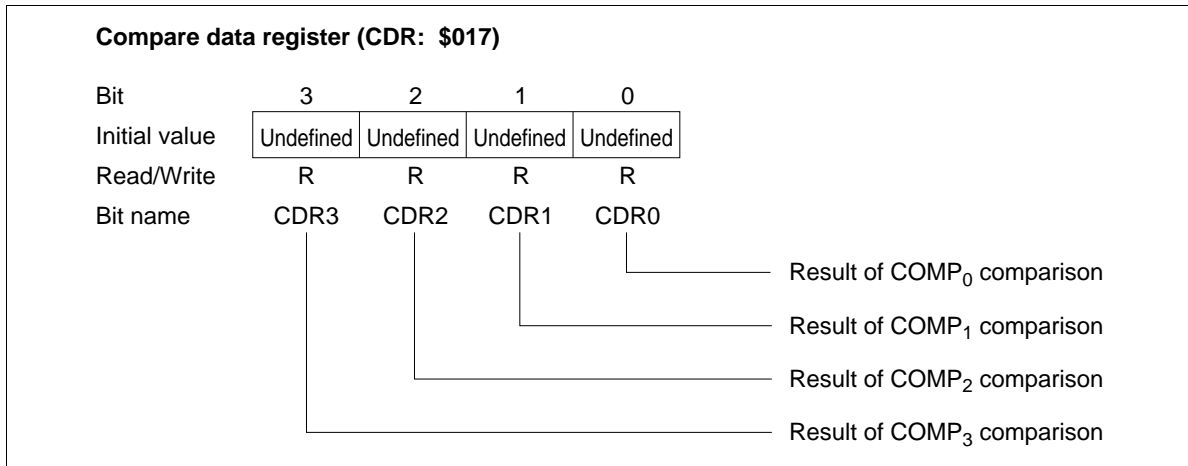 Compare data register (CDR: $017)
Bit 3 2 1 0
Initial value Undefined Undefined Undefined Undefined
Read/Write R R R R
Bit name CDR3 CDR2 CDR1 CDR0
Result of COMP₀ comparison
Result of COMP₁ comparison
Result of COMP₂ comparison
Result of COMP₃ comparison